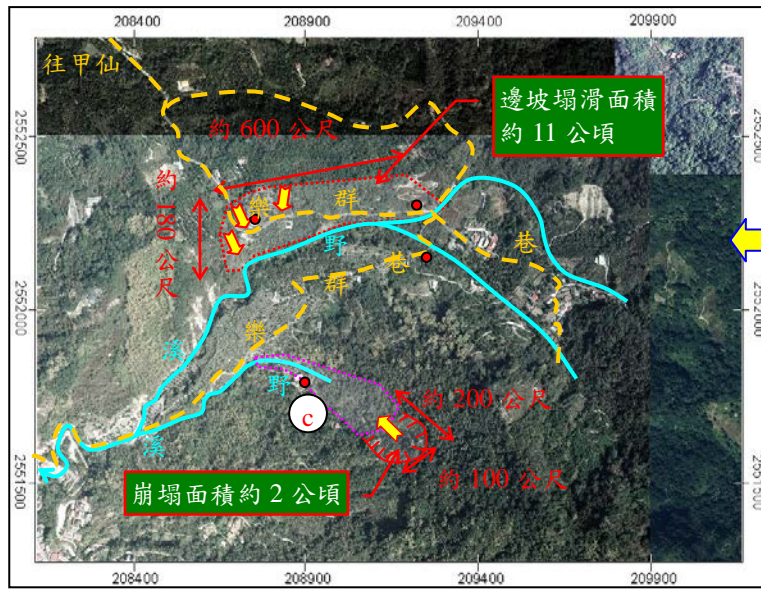 208400 208900 209400 209900
往甲仙
邊坡塌滑面積
約 11 公頃
約 600 公尺
2552500
2552500
約 180 公尺
樂
群
野
巷
巷
群
2552000
2552000
樂
溪
野
c
約 200 公尺
溪
約 100 公尺
崩塌面積約 2 公頃
2551500
2551500
208400 208900 209400 209900